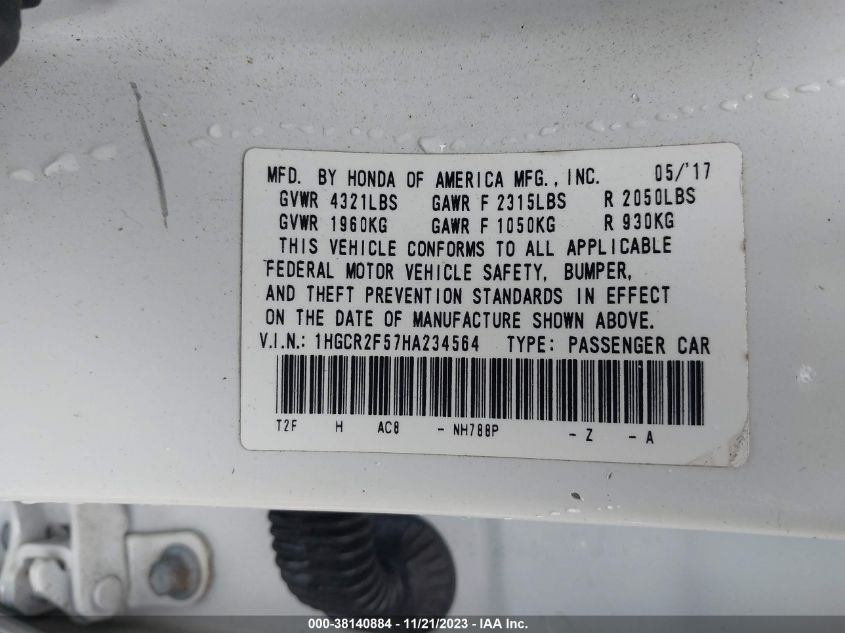 MFD. BY HONDA OF AMERICA MFG., INC. 05/'17
GVWR 4321LBS GAWR F 2315LBS R 2050LBS
GVWR 1960KG GAWR F 1050KG R 930KG
THIS VEHICLE CONFORMS TO ALL APPLICABLE
FEDERAL MOTOR VEHICLE SAFETY, BUMPER,
AND THEFT PREVENTION STANDARDS IN EFFECT
ON THE DATE OF MANUFACTURE SHOWN ABOVE.
V.I.N.: 1HGCR2F57HA234564 TYPE: PASSENGER CAR
T2F H AC8 - NH788P - Z - A
000-38140884 - 11/21/2023 - IAA Inc.